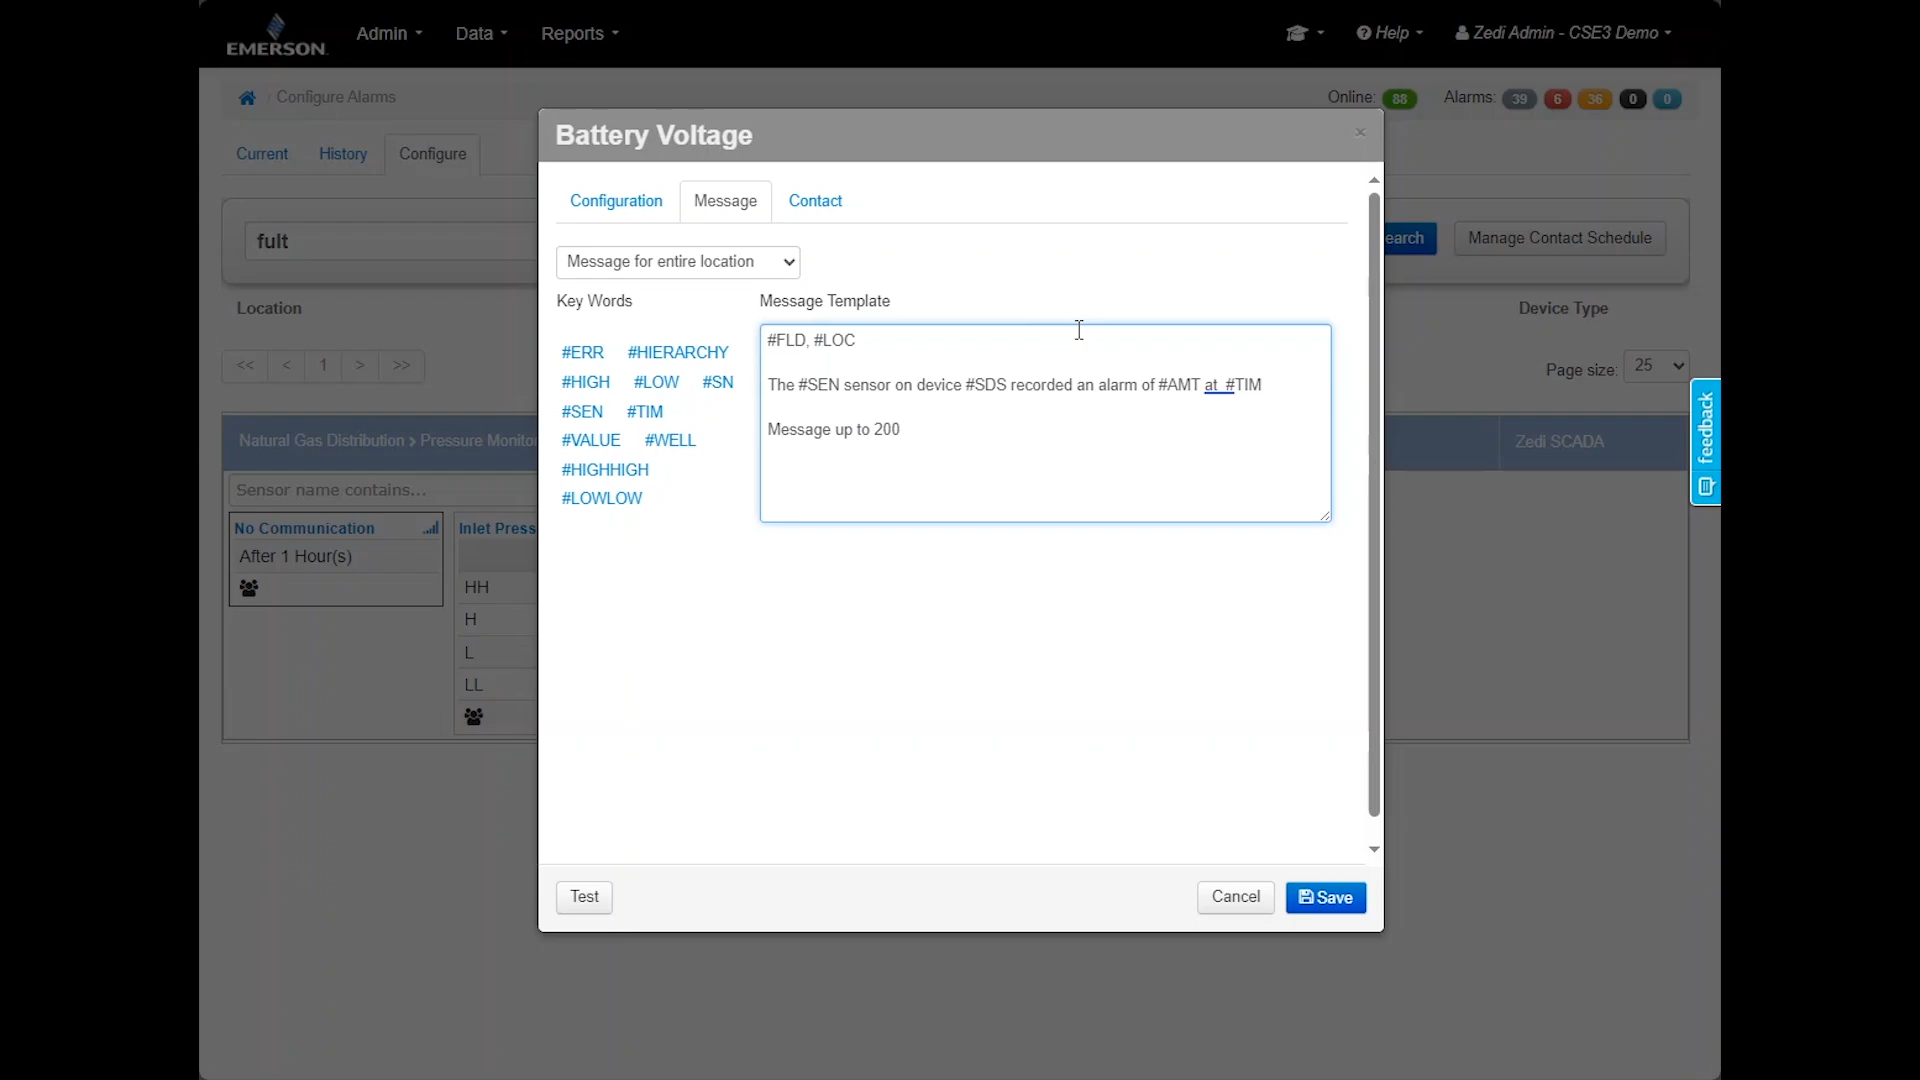 EMERSON
Admin
Data
Reports
Help
Zedi Admin - CSE3 Demo
/ Configure Alarms
Online: 88 Alarms: 39 6 36 0 0
Current
History
Configure
fult
earch
Manage Contact Schedule
Location
Device Type
<< < 1 > >>
Page size: 25
Natural Gas Distribution > Pressure Monitor
Zedi SCADA
Sensor name contains...
No Communication
After 1 Hour(s)
Inlet Press
HH
H
L
LL
Battery Voltage
×
Configuration
Message
Contact
Message for entire location
Key Words
Message Template
#ERR #HIERARCHY
#HIGH #LOW #SN
#SEN #TIM
#VALUE #WELL
#HIGHHIGH
#LOWLOW
#FLD, #LOC
The #SEN sensor on device #SDS recorded an alarm of #AMT at #TIM
Message up to 200
Test
Cancel
Save
feedback